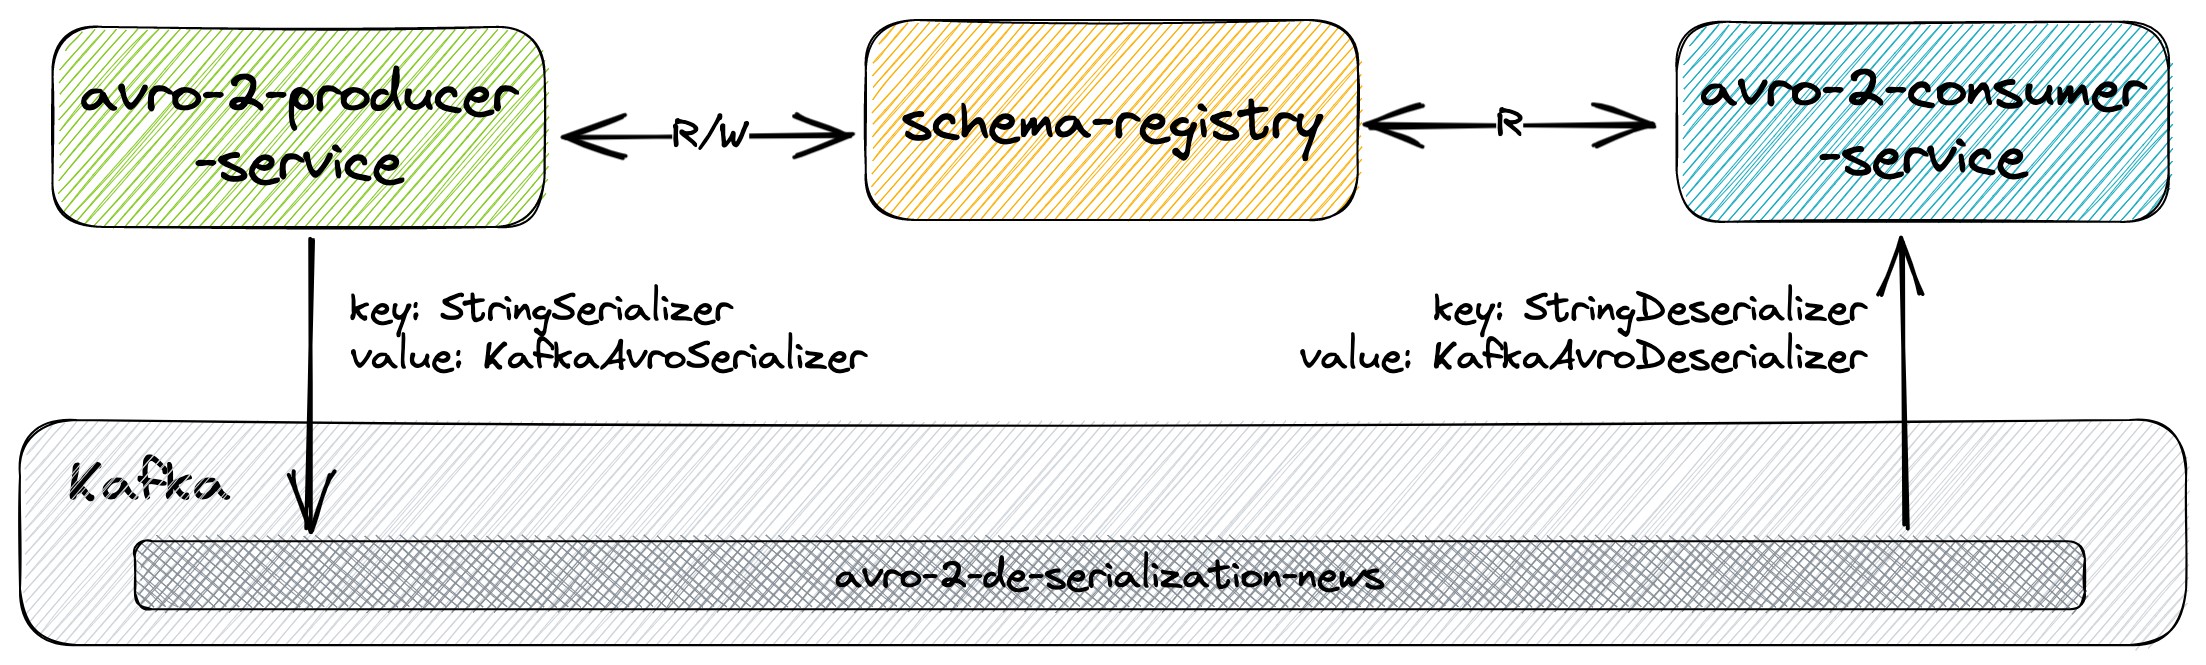 avro-2-producer
-service
R/W
schema-registry
R
avro-2-consumer
-service
key: StringSerializer
value: KafkaAvroSerializer
key: StringDeserializer
value: KafkaAvroDeserializer
Kafka
avro-2-de-serialization-news